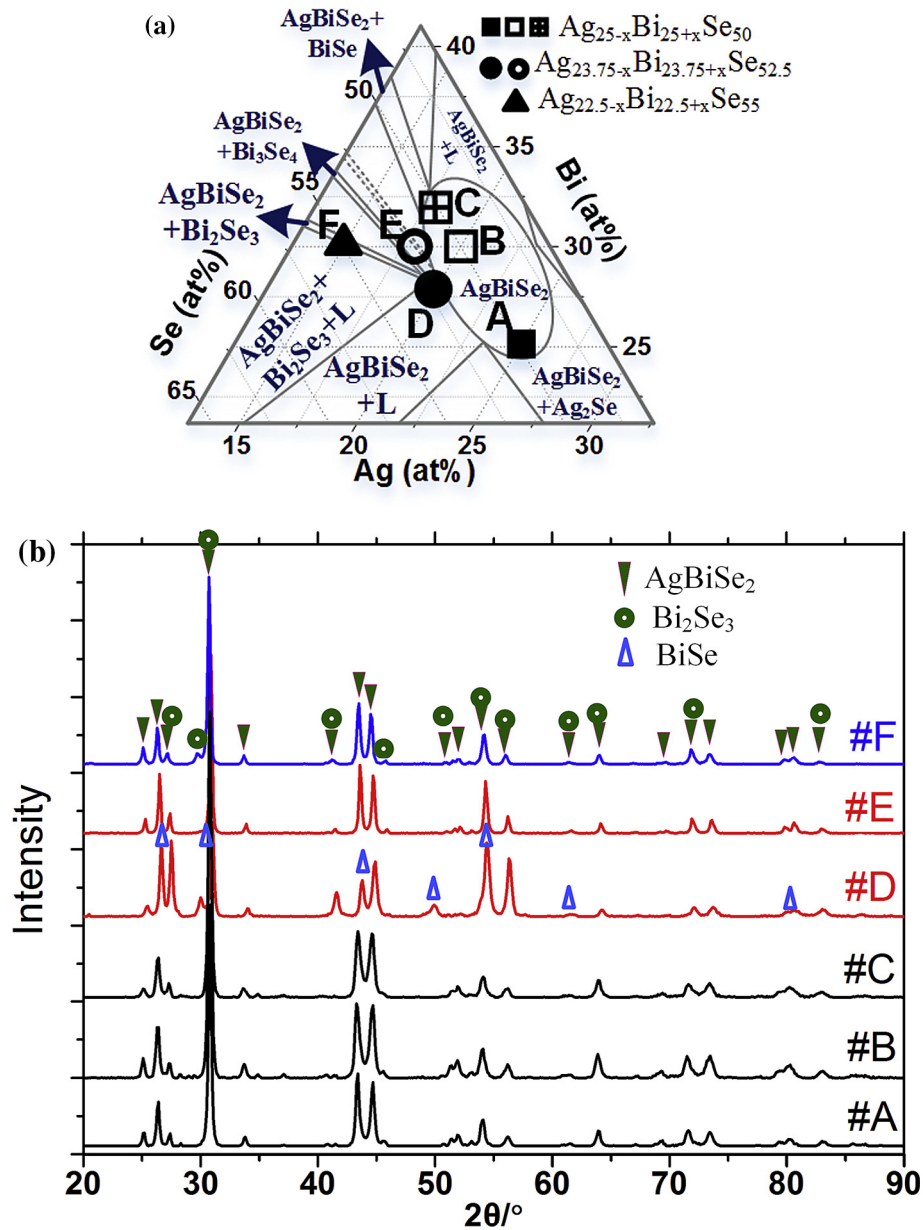 (a)
AgBiSe2+
BiSe
Ag25-xBi25+xSe50
Ag23.75-xBi23.75+xSe52.5
Ag22.5-xBi22.5+xSe55
40
50
AgBiSe2
+L
35
AgBiSe2
+Bi3Se4
Bi (at%)
55
AgBiSe2
+Bi2Se3
F
E
C
B
30
Se (at%)
60
AgBiSe2
D
A
25
AgBiSe2+
Bi2Se3+L
AgBiSe2
+L
AgBiSe2
+Ag2Se
65
15
20
25
30
Ag (at%)
(b)
AgBiSe2
Bi2Se3
BiSe
#F
#E
#D
#C
#B
#A
Intensity
20 30 40 50 60 70 80 90
2θ/°